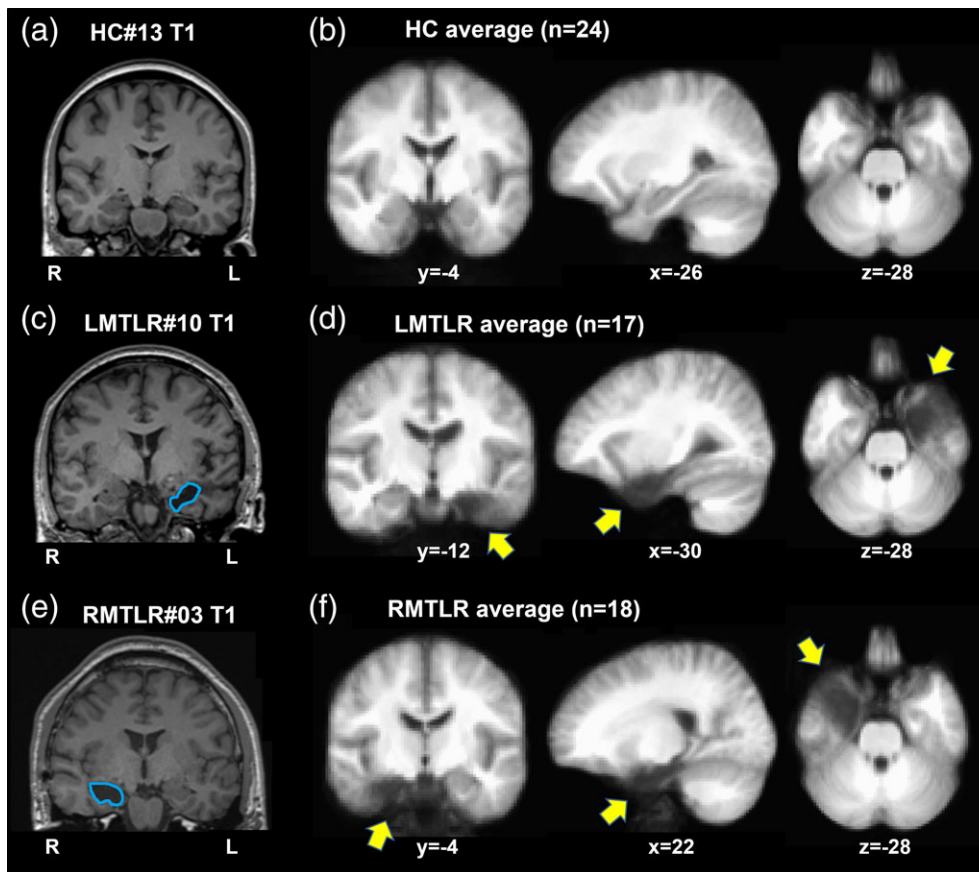 (a) HC#13 T1
R L
(b) HC average (n=24)
y=-4 x=-26 z=-28
(c) LMTLR#10 T1
R L
(d) LMTLR average (n=17)
y=-12 x=-30 z=-28
(e) RMTLR#03 T1
R L
(f) RMTLR average (n=18)
y=-4 x=22 z=-28